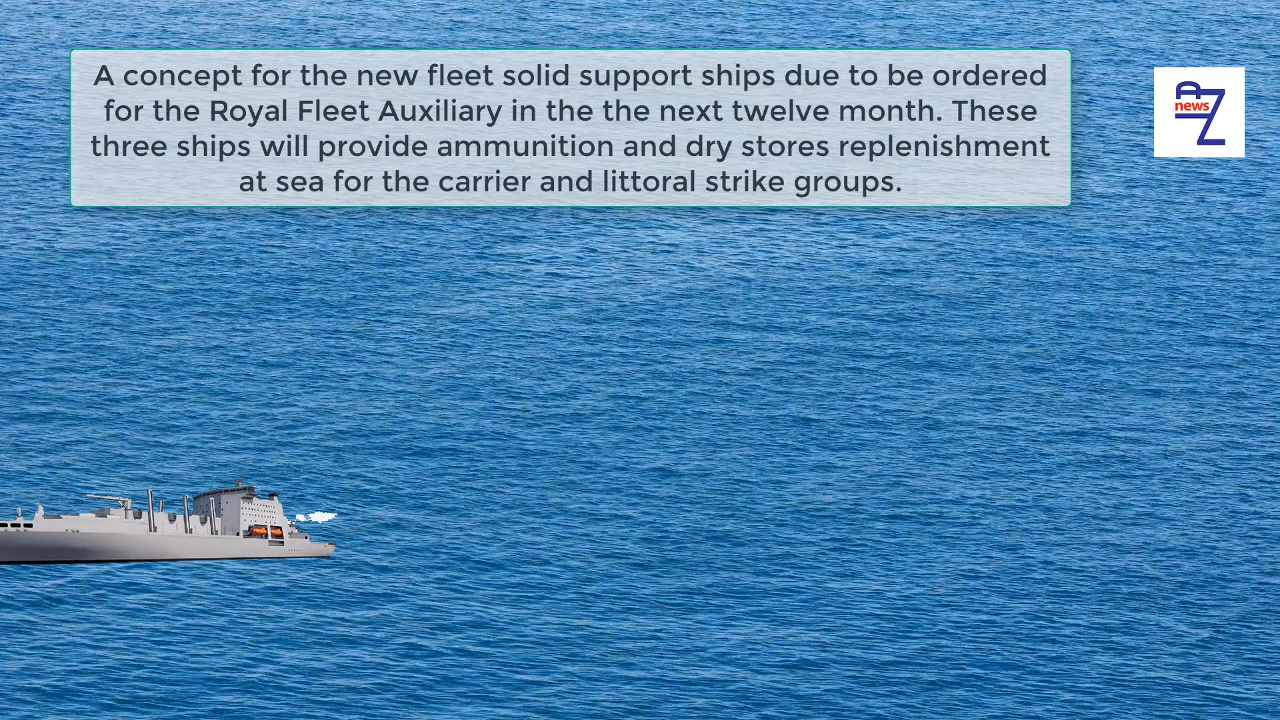 A concept for the new fleet solid support ships due to be ordered
for the Royal Fleet Auxiliary in the the next twelve month. These
three ships will provide ammunition and dry stores replenishment
at sea for the carrier and littoral strike groups.
A
news
Z